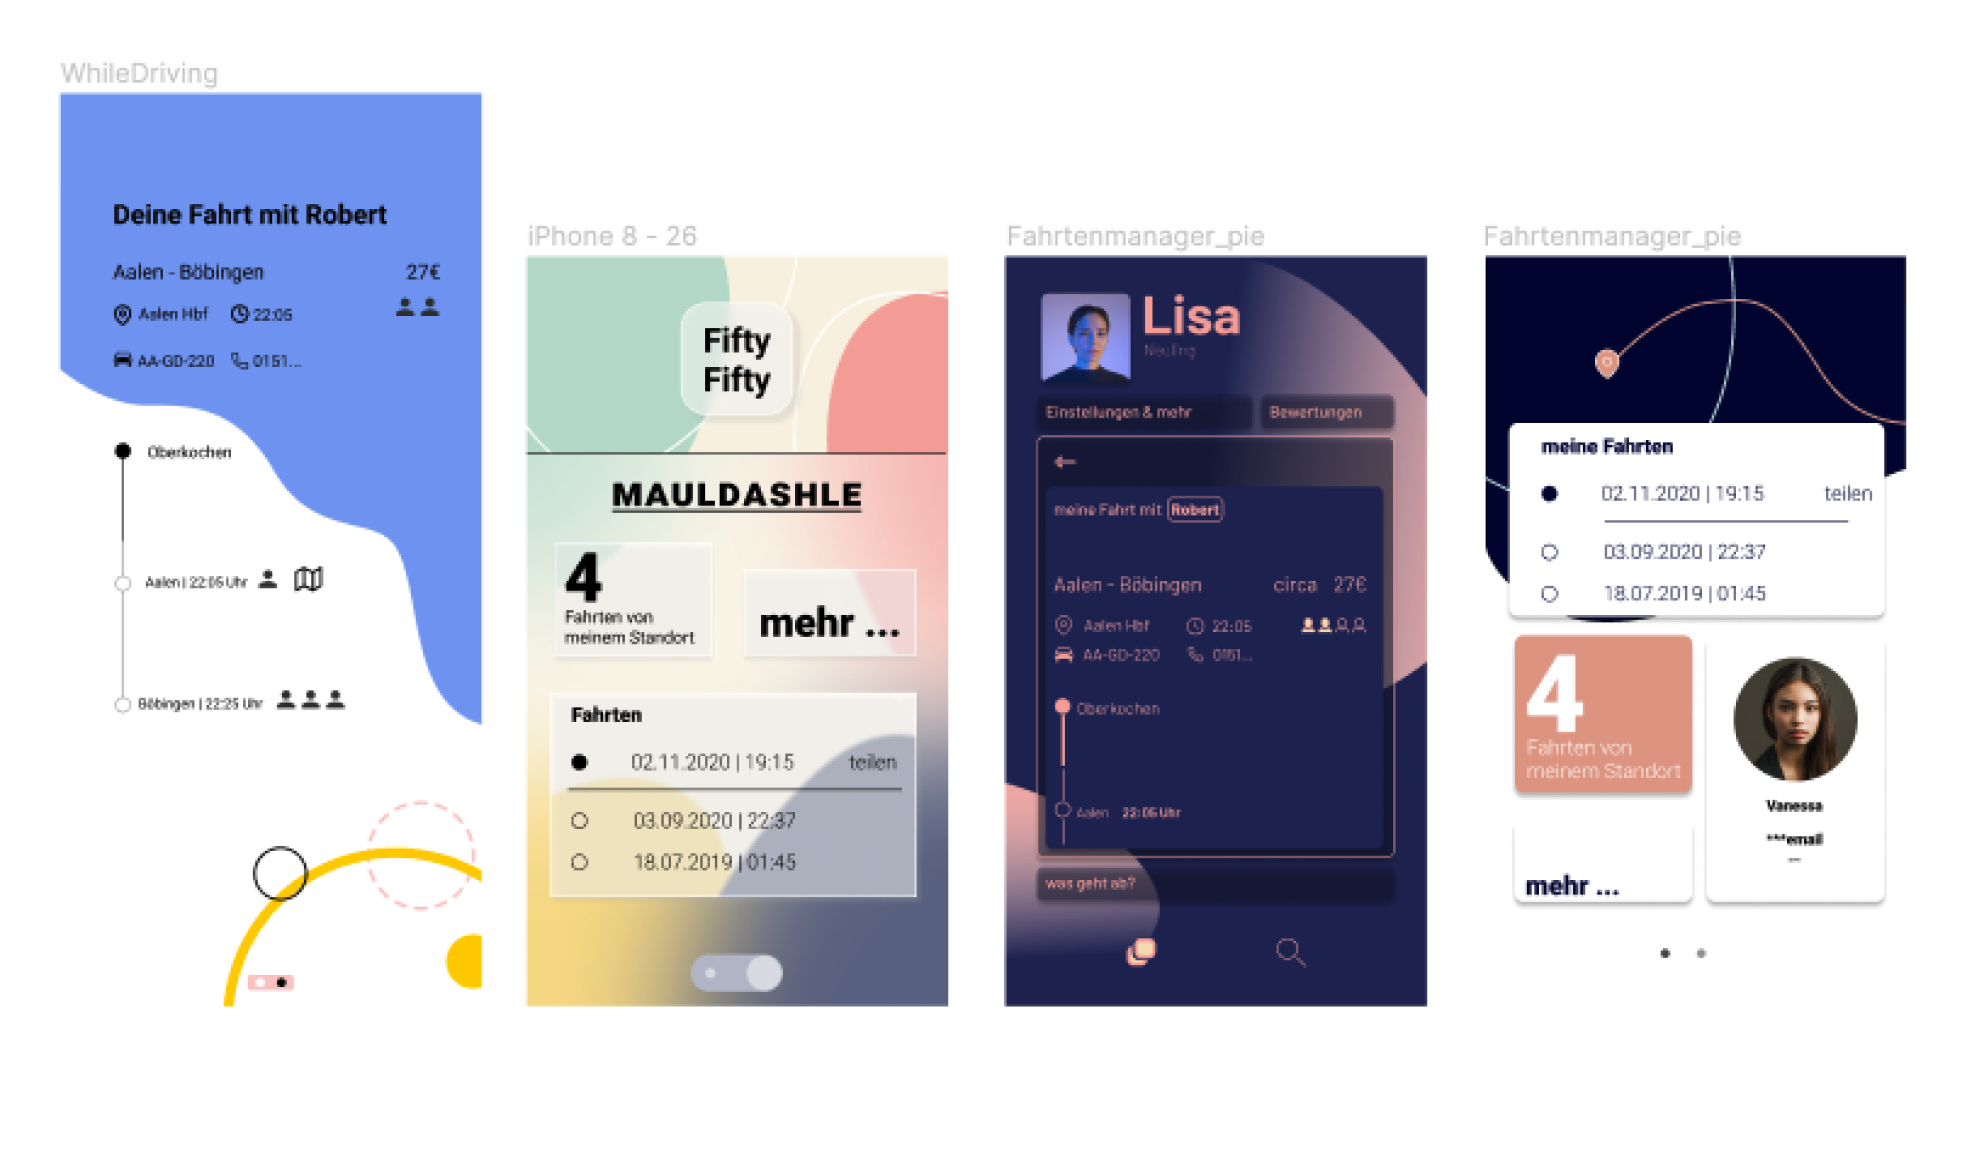 WhileDriving
Deine Fahrt mit Robert
Aalen - Böbingen 27€
Aalen Hbf 22:05
AA-GD-220 0151...
Oberkochen
Aalen | 22:05 Uhr
Böbingen | 22:25 Uhr
iPhone 8 - 26
Fifty
Fifty
MAULDASHLE
4
Fahrten von
meinem Standort
mehr ...
Fahrten
02.11.2020 | 19:15 teilen
03.09.2020 | 22:37
18.07.2019 | 01:45
Fahrtenmanager_pie
Lisa
Neuling
Einstellungen & mehr
Bewertungen
meine Fahrt mit Robert
Aalen - Böbingen circa 27€
Aalen Hbf 22:05
AA-GD-220 0151...
Oberkochen
Aalen 22:05 Uhr
was geht ab?
Fahrtenmanager_pie
meine Fahrten
02.11.2020 | 19:15 teilen
03.09.2020 | 22:37
18.07.2019 | 01:45
4
Fahrten von
meinem Standort
mehr ...
Vanessa
***email